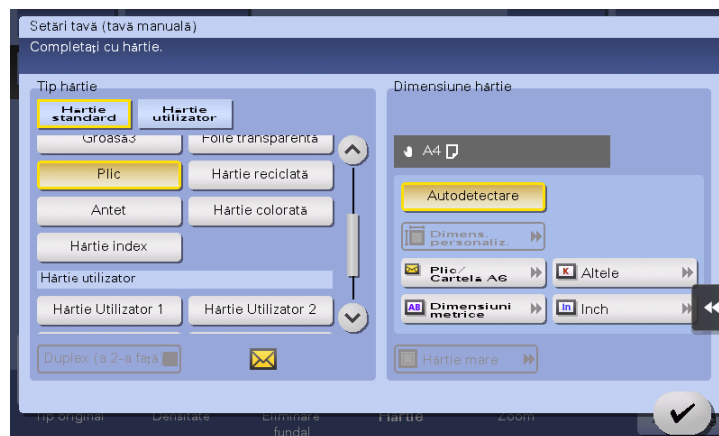 Setări tavă (tavă manuală)
Completați cu hârtie.
Tip hârtie
Dimensiune hârtie
Hârtie standard
Hârtie utilizator
Groasă3
Folie transparentă
A4
Plic
Hârtie reciclată
Autodetectare
Antet
Hârtie colorată
Dimens. personaliz.
Hârtie index
Plic/ Cartelă A6
K Altele
Hârtie utilizator
Hârtie Utilizator 1
Hârtie Utilizator 2
AB Dimensiuni metrice
In Inch
Duplex (a 2-a față
Hârtie mare
Tip original
Densitate
Eliminare fundal
Hârtie
Zoom